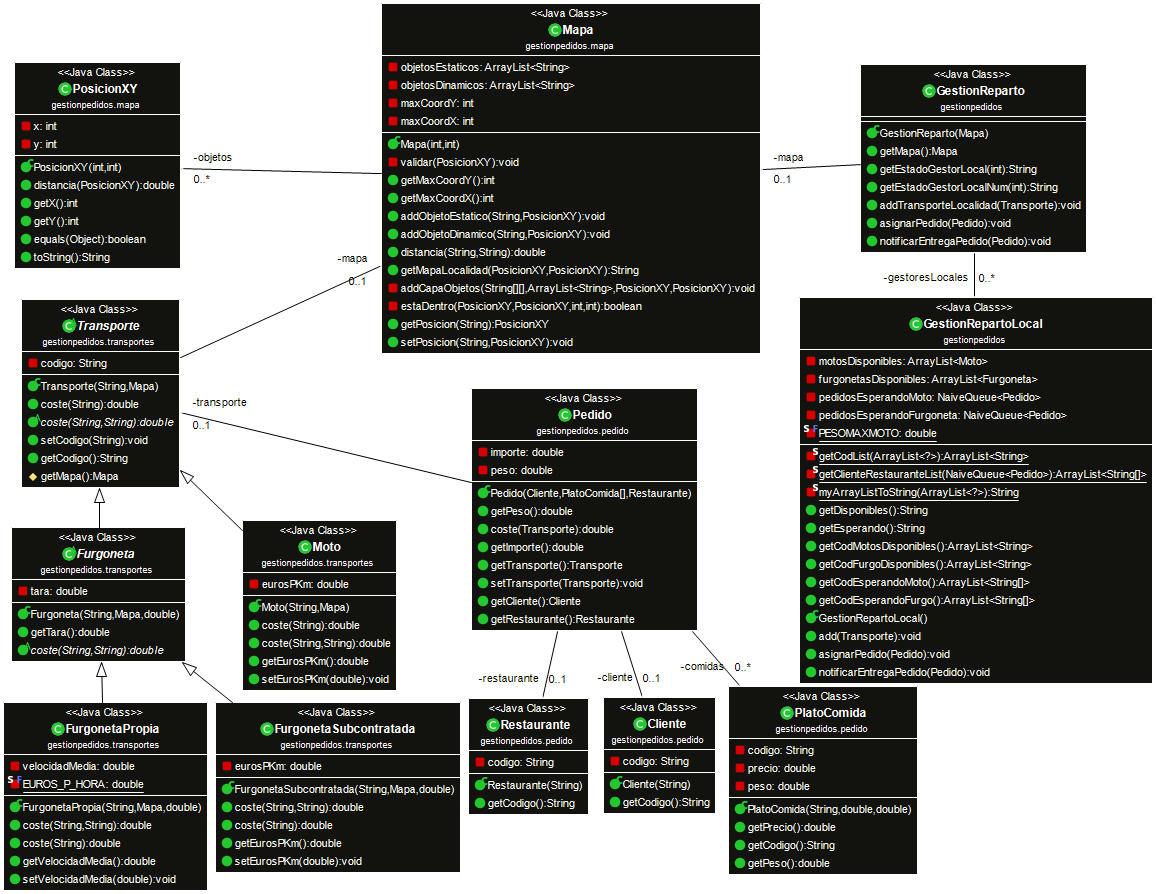 <<Java Class>>
Mapa
gestionpedidos.mapa
objetosEstaticos: ArrayList<String>
objetosDinamicos: ArrayList<String>
maxCoordY: int
maxCoordX: int
Mapa(int,int)
validar(PosicionXY):void
getMaxCoordY():int
getMaxCoordX():int
addObjetoEstatico(String,PosicionXY):void
addObjetoDinamico(String,PosicionXY):void
distancia(String,String):double
getMapaLocalidad(PosicionXY,PosicionXY):String
addCapaObjetos(String[][],ArrayList<String>,PosicionXY,PosicionXY):void
estaDentro(PosicionXY,PosicionXY,int,int):boolean
getPosicion(String):PosicionXY
setPosicion(String,PosicionXY):void
<<Java Class>>
PosicionXY
gestionpedidos.mapa
x: int
y: int
PosicionXY(int,int)
distancia(PosicionXY):double
getX():int
getY():int
equals(Object):boolean
toString():String
-objetos
0..*
-mapa
0..1
<<Java Class>>
GestionReparto
gestionpedidos
GestionReparto(Mapa)
getMapa():Mapa
getEstadoGestorLocal(int):String
getEstadoGestorLocalNum(int):String
addTransporteLocalidad(Transporte):void
asignarPedido(Pedido):void
notificarEntregaPedido(Pedido):void
-gestoresLocales
0..*
-mapa
0..1
<<Java Class>>
Transporte
gestionpedidos.transportes
codigo: String
Transporte(String,Mapa)
coste(String):double
coste(String,String):double
setCodigo(String):void
getCodigo():String
getMapa():Mapa
-transporte
0..1
<<Java Class>>
GestionRepartoLocal
gestionpedidos
motosDisponibles: ArrayList<Moto>
furgonetasDisponibles: ArrayList<Furgoneta>
pedidosEsperandoMoto: NaiveQueue<Pedido>
pedidosEsperandoFurgoneta: NaiveQueue<Pedido>
PESOMAXMOTO: double
getCodList(ArrayList<?>):ArrayList<String>
getClienteRestauranteList(NaiveQueue<Pedido>):ArrayList<String[]>
myArrayListToString(ArrayList<?>):String
getDisponibles():String
getEsperando():String
getCodMotosDisponibles():ArrayList<String>
getCodFurgoDisponibles():ArrayList<String>
getCodEsperandoMoto():ArrayList<String[]>
getCodEsperandoFurgo():ArrayList<String[]>
GestionRepartoLocal()
add(Transporte):void
asignarPedido(Pedido):void
notificarEntregaPedido(Pedido):void
<<Java Class>>
Pedido
gestionpedidos.pedido
importe: double
peso: double
Pedido(Cliente,PlatoComida[],Restaurante)
getPeso():double
coste(Transporte):double
getImporte():double
getTransporte():Transporte
setTransporte(Transporte):void
getCliente():Cliente
getRestaurante():Restaurante
<<Java Class>>
Furgoneta
gestionpedidos.transportes
tara: double
Furgoneta(String,Mapa,double)
getTara():double
coste(String,String):double
<<Java Class>>
Moto
gestionpedidos.transportes
eurosPKm: double
Moto(String,Mapa)
coste(String):double
coste(String,String):double
getEurosPKm():double
setEurosPKm(double):void
-restaurante
0..1
-cliente
0..1
-comidas
0..*
<<Java Class>>
FurgonetaPropia
gestionpedidos.transportes
velocidadMedia: double
EUROS_P_HORA: double
FurgonetaPropia(String,Mapa,double)
coste(String,String):double
coste(String):double
getVelocidadMedia():double
setVelocidadMedia(double):void
<<Java Class>>
FurgonetaSubcontratada
gestionpedidos.transportes
eurosPKm: double
FurgonetaSubcontratada(String,Mapa,double)
coste(String,String):double
coste(String):double
getEurosPKm():double
setEurosPKm(double):void
<<Java Class>>
Restaurante
gestionpedidos.pedido
codigo: String
Restaurante(String)
getCodigo():String
<<Java Class>>
Cliente
gestionpedidos.pedido
codigo: String
Cliente(String)
getCodigo():String
<<Java Class>>
PlatoComida
gestionpedidos.pedido
codigo: String
precio: double
peso: double
PlatoComida(String,double,double)
getPrecio():double
getCodigo():String
getPeso():double